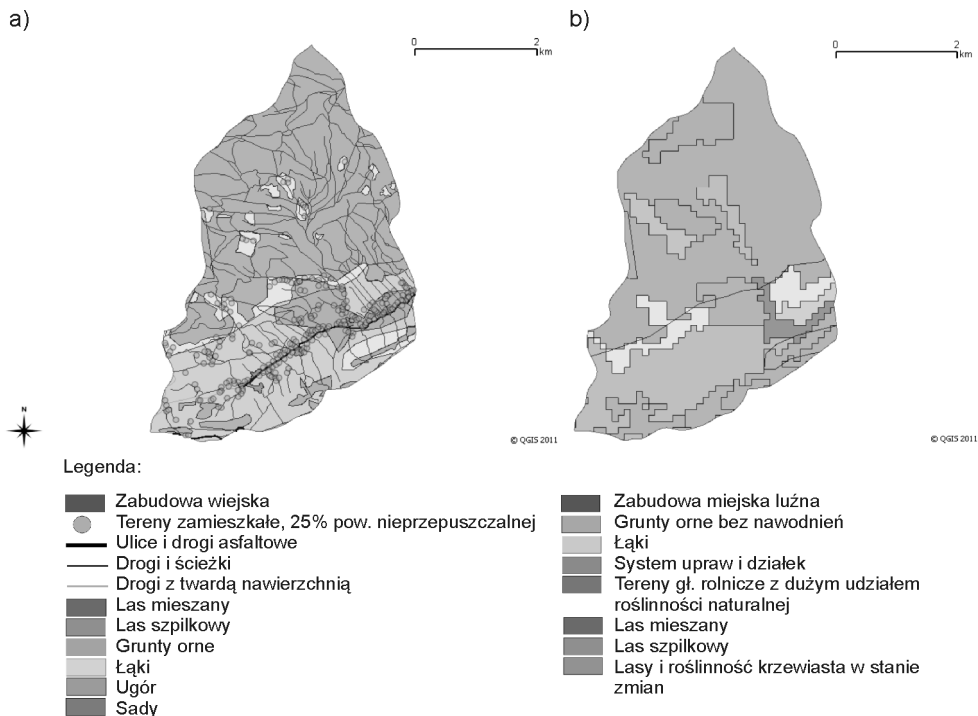 a)
0 2
km
b)
0 2
km
N
© QGIS 2011
© QGIS 2011
Legenda:
Zabudowa wiejska
Tereny zamieszkałe, 25% pow. nieprzepuszczalnej
Ulice i drogi asfaltowe
Drogi i ścieżki
Drogi z twardą nawierzchnią
Las mieszany
Las szpilkowy
Grunty orne
Łąki
Ugór
Sady
Zabudowa miejska luźna
Grunty orne bez nawodnień
Łąki
System upraw i działek
Tereny gł. rolnicze z dużym udziałem
roślinności naturalnej
Las mieszany
Las szpilkowy
Lasy i roślinność krzewiasta w stanie
zmian